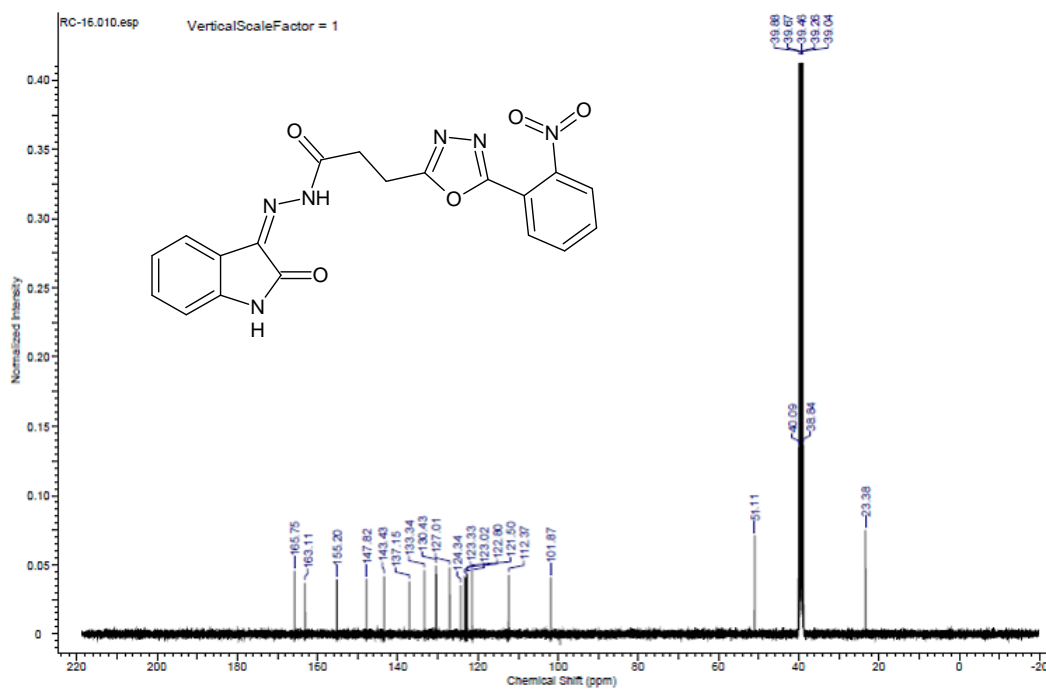 RC-16.010.esp
VerticalScaleFactor = 1
39.88
39.67
39.46
39.26
39.04
0.40
0.35
0.30
0.25
0.20
0.15
0.10
0.05
0
Normalized Intensity
O
N
NH
N
N
O
O
N
O
O
N
H
40.09
38.84
51.11
23.38
165.75
163.11
155.20
147.82
143.43
137.15
133.34
130.43
127.01
124.34
123.33
123.02
122.80
121.50
112.37
101.87
220 200 180 160 140 120 100 80 60 40 20 0 -20
Chemical Shift (ppm)